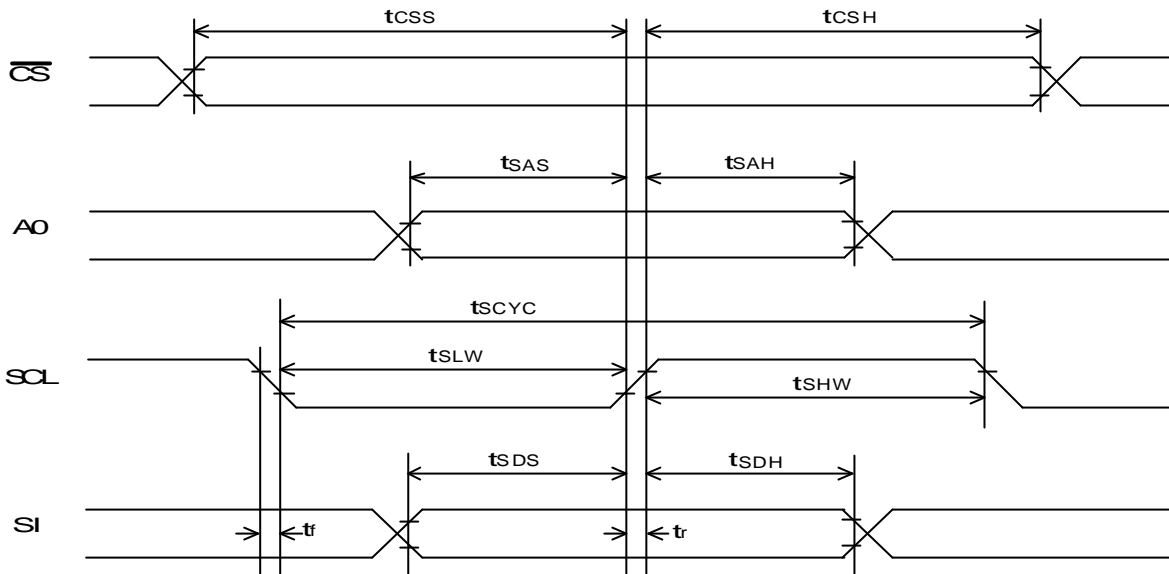 tCSS tCSH
CS
tSAS tSAH
A0
tSCYC
tSLW
SCL
tSHW
tSDS tSDH
SI
tf tr